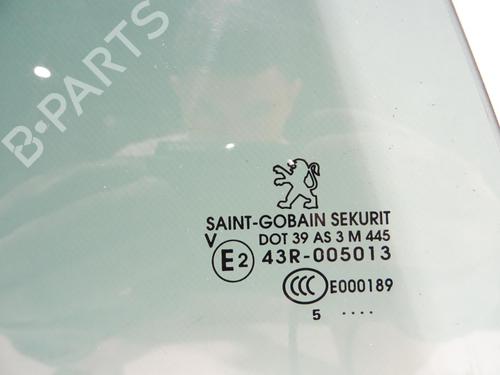 B-PARTS
SAINT-GOBAIN SEKURIT
V DOT 39 AS 3 M 445
E2 43R-005013
CCC E000189
5 ....